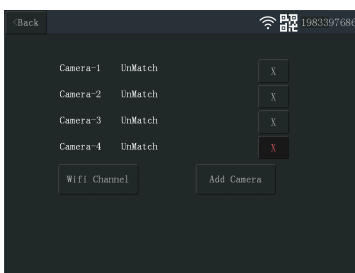 <Back 1983397686
Camera-1 UnMatch X
Camera-2 UnMatch X
Camera-3 UnMatch X
Camera-4 UnMatch X
Wifi Channel Add Camera